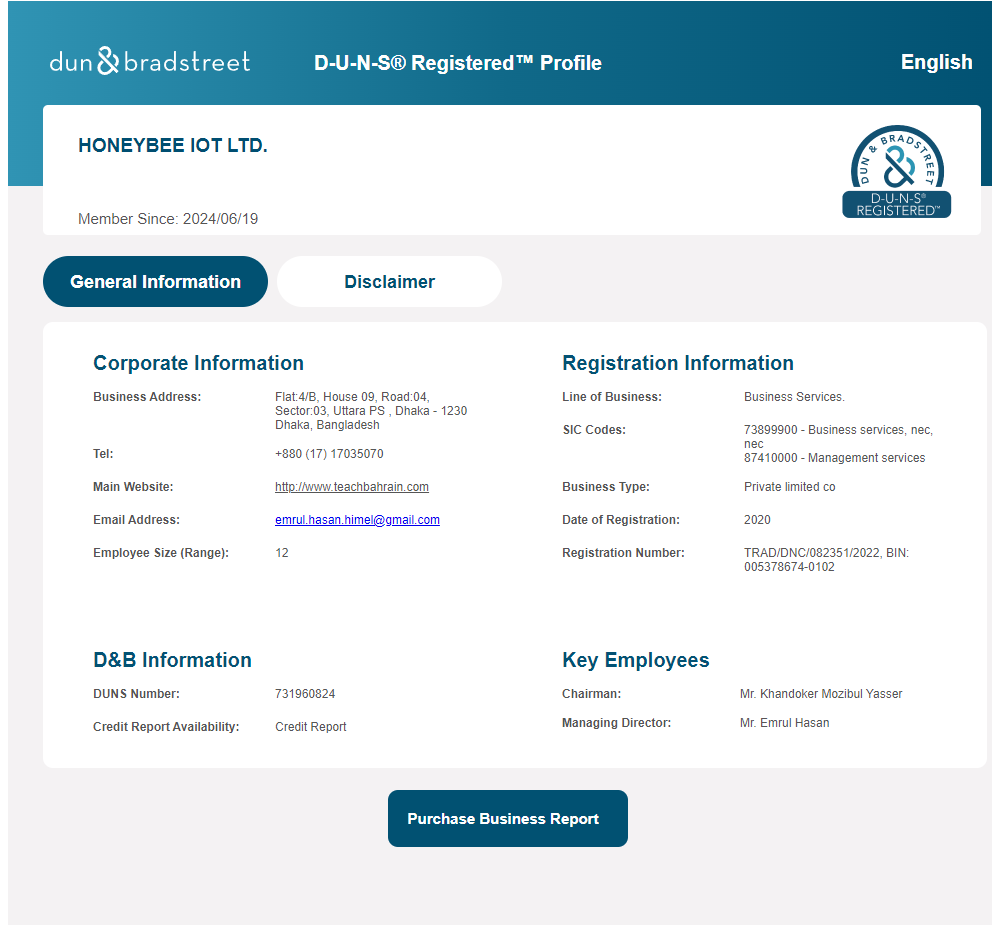 dun & bradstreet
D-U-N-S® Registered™ Profile
English
HONEYBEE IOT LTD.
Member Since: 2024/06/19
DUN & BRADSTREET
D-U-N-S®
REGISTERED™
General Information
Disclaimer
Corporate Information
Business Address: Flat:4/B, House 09, Road:04,
Sector:03, Uttara PS , Dhaka - 1230
Dhaka, Bangladesh
Tel: +880 (17) 17035070
Main Website: http://www.teachbahrain.com
Email Address: emrul.hasan.himel@gmail.com
Employee Size (Range): 12
Registration Information
Line of Business: Business Services.
SIC Codes: 73899900 - Business services, nec,
nec
87410000 - Management services
Business Type: Private limited co
Date of Registration: 2020
Registration Number: TRAD/DNC/082351/2022, BIN:
005378674-0102
D&B Information
DUNS Number: 731960824
Credit Report Availability: Credit Report
Key Employees
Chairman: Mr. Khandoker Mozibul Yasser
Managing Director: Mr. Emrul Hasan
Purchase Business Report